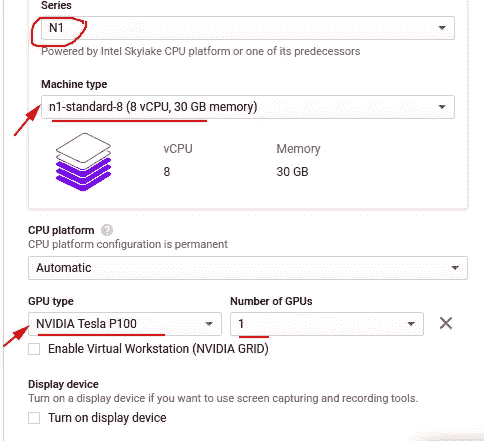 Series
N1
Powered by Intel Skylake CPU platform or one of its predecessors
Machine type
n1-standard-8 (8 vCPU, 30 GB memory)
vCPU Memory
8 30 GB
CPU platform ?
CPU platform configuration is permanent
Automatic
GPU type Number of GPUs
NVIDIA Tesla P100 1
Enable Virtual Workstation (NVIDIA GRID)
Display device
Turn on a display device if you want to use screen capturing and recording tools.
Turn on display device